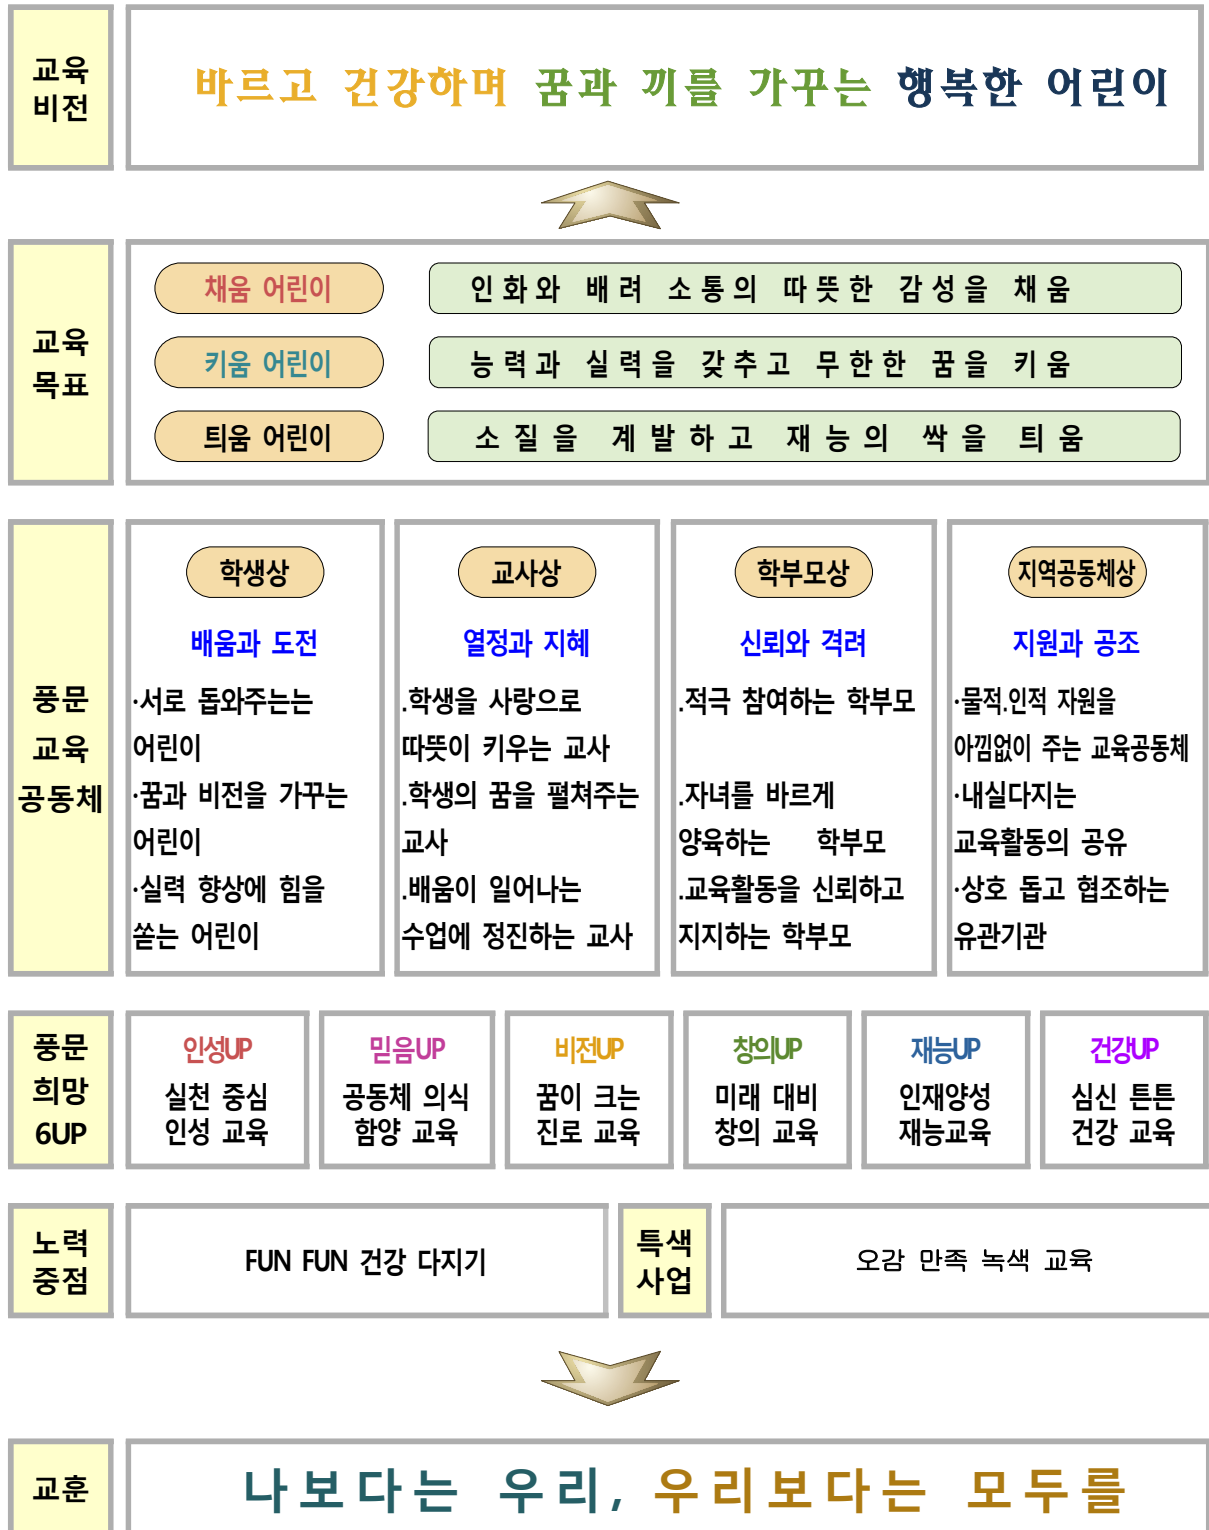 교육
비전
바르고 건강하며 꿈과 끼를 가꾸는 행복한 어린이
교육
목표
채움 어린이
인화와 배려 소통의 따뜻한 감성을 채움
키움 어린이
능력과 실력을 갖추고 무한한 꿈을 키움
틔움 어린이
소질을 계발하고 재능의 싹을 틔움
풍문
교육
공동체
학생상
배움과 도전
·서로 돕와주는는
어린이
·꿈과 비전을 가꾸는
어린이
·실력 향상에 힘을
쏟는 어린이
교사상
열정과 지혜
.학생을 사랑으로
따뜻이 키우는 교사
.학생의 꿈을 펼쳐주는
교사
.배움이 일어나는
수업에 정진하는 교사
학부모상
신뢰와 격려
.적극 참여하는 학부모
.자녀를 바르게
양육하는 학부모
.교육활동을 신뢰하고
지지하는 학부모
지역공동체상
지원과 공조
·물적.인적 자원을
아낌없이 주는 교육공동체
·내실다지는
교육활동의 공유
·상호 돕고 협조하는
유관기관
풍문
희망
6UP
인성UP
실천 중심
인성 교육
믿음UP
공동체 의식
함양 교육
비전UP
꿈이 크는
진로 교육
창의UP
미래 대비
창의 교육
재능UP
인재양성
재능교육
건강UP
심신 튼튼
건강 교육
노력
중점
FUN FUN 건강 다지기
특색
사업
오감 만족 녹색 교육
교훈
나보다는 우리, 우리보다는 모두를